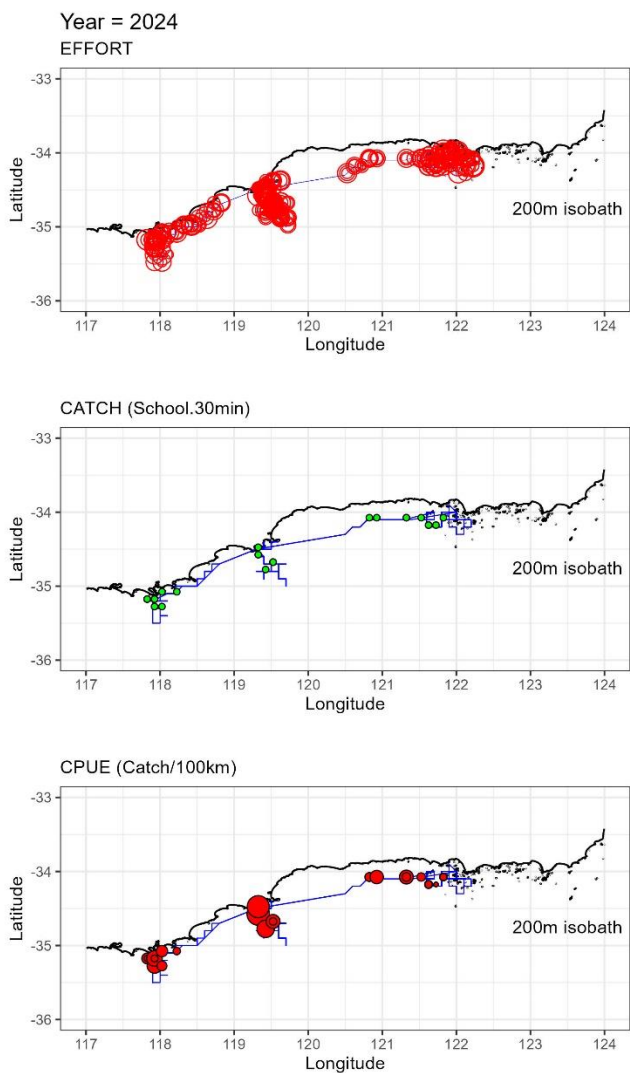 Year = 2024
EFFORT
-33
-34
-35
-36
Latitude
200m isobath
117 118 119 120 121 122 123 124
Longitude
CATCH (School.30min)
-33
-34
-35
-36
Latitude
200m isobath
117 118 119 120 121 122 123 124
Longitude
CPUE (Catch/100km)
-33
-34
-35
-36
Latitude
200m isobath
117 118 119 120 121 122 123 124
Longitude